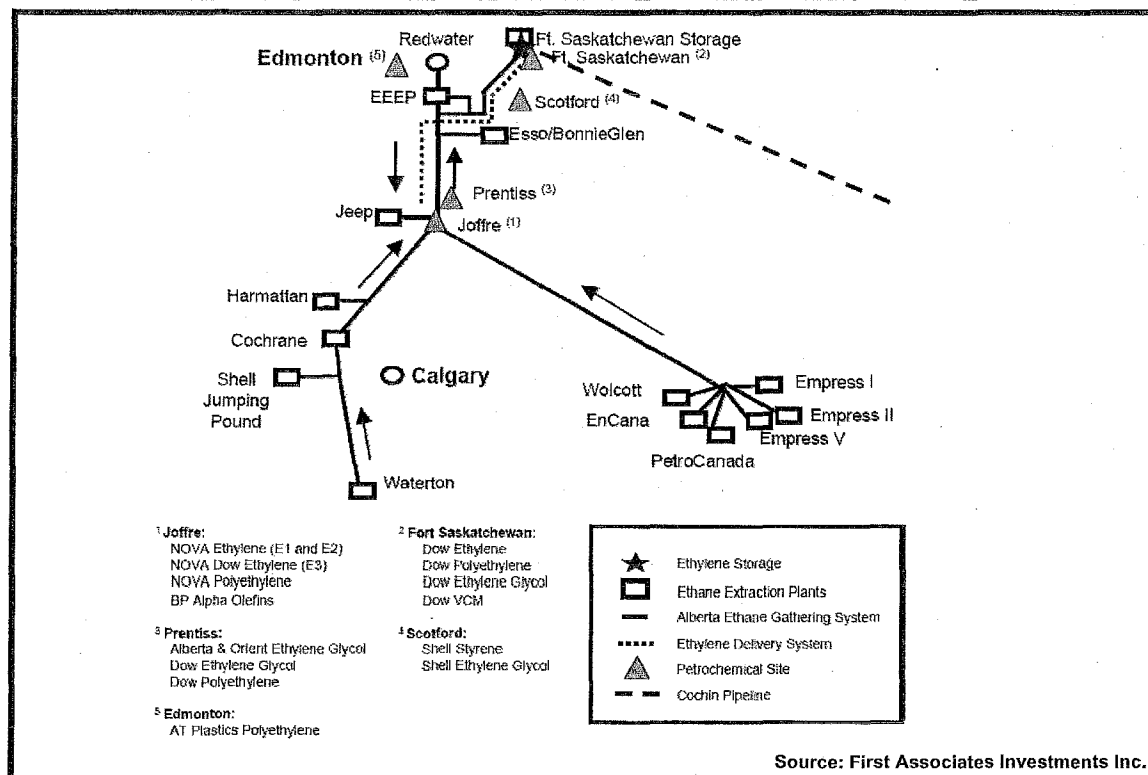 Redwater
Ft. Saskatchewan Storage
Edmonton (5)
Ft. Saskatchewan (2)
EEEP
Scotford (4)
Esso/BonnieGlen
Prentiss (3)
Jeep
Joffre (1)
Harmattan
Cochrane
Shell
Jumping
Pound
Calgary
Wolcott
Empress I
EnCana
Empress II
Empress V
PetroCanada
Waterton
1 Joffre:
NOVA Ethylene (E1 and E2)
NOVA Dow Ethylene (E3)
NOVA Polyethylene
BP Alpha Olefins
2 Fort Saskatchewan:
Dow Ethylene
Dow Polyethylene
Dow Ethylene Glycol
Dow VCM
3 Prentiss:
Alberta & Orient Ethylene Glycol
Dow Ethylene Glycol
Dow Polyethylene
4 Scotford:
Shell Styrene
Shell Ethylene Glycol
5 Edmonton:
AT Plastics Polyethylene
Ethylene Storage
Ethane Extraction Plants
Alberta Ethane Gathering System
Ethylene Delivery System
Petrochemical Site
Cochin Pipeline
Source: First Associates Investments Inc.